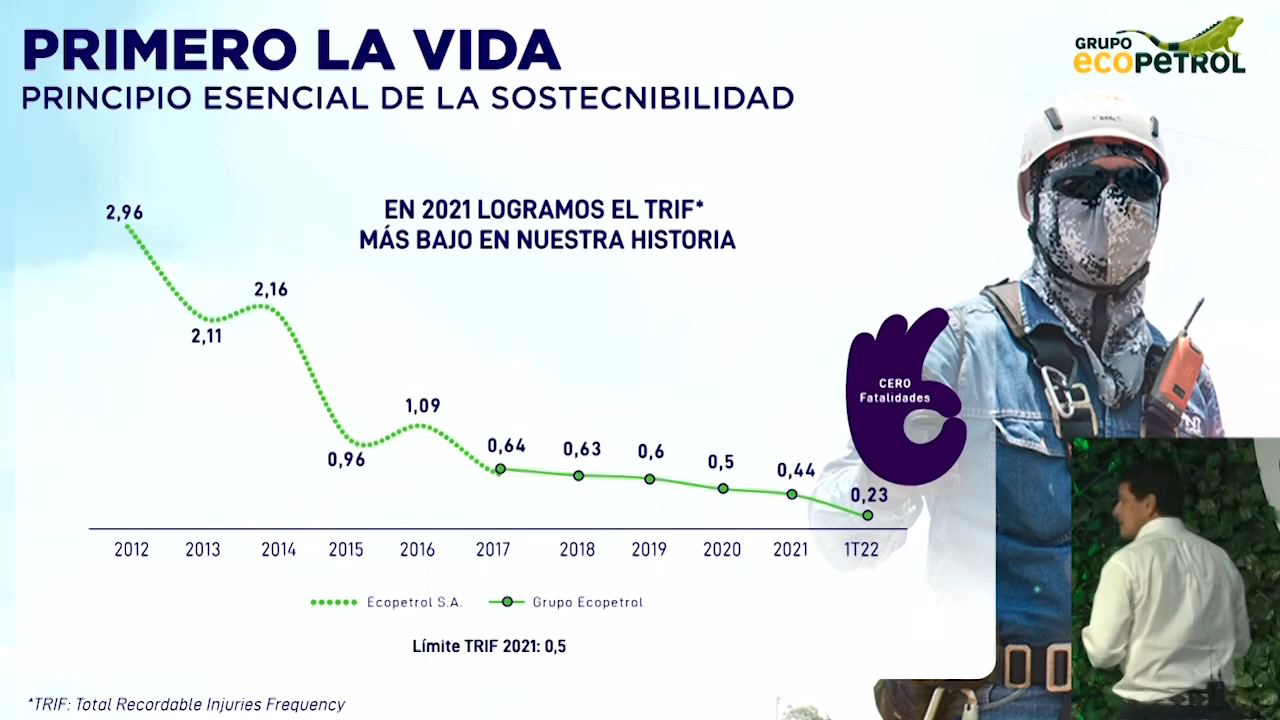 PRIMERO LA VIDA
PRINCIPIO ESENCIAL DE LA SOSTECNIBILIDAD
GRUPO
ecoPETROL
EN 2021 LOGRAMOS EL TRIF*
MÁS BAJO EN NUESTRA HISTORIA
2,96
2,11
2,16
0,96
1,09
0,64
0,63
0,6
0,5
0,44
0,23
CERO
Fatalidades
2012 2013 2014 2015 2016 2017 2018 2019 2020 2021 1T22
Ecopetrol S.A. Grupo Ecopetrol
Límite TRIF 2021: 0,5
*TRIF: Total Recordable Injuries Frequency